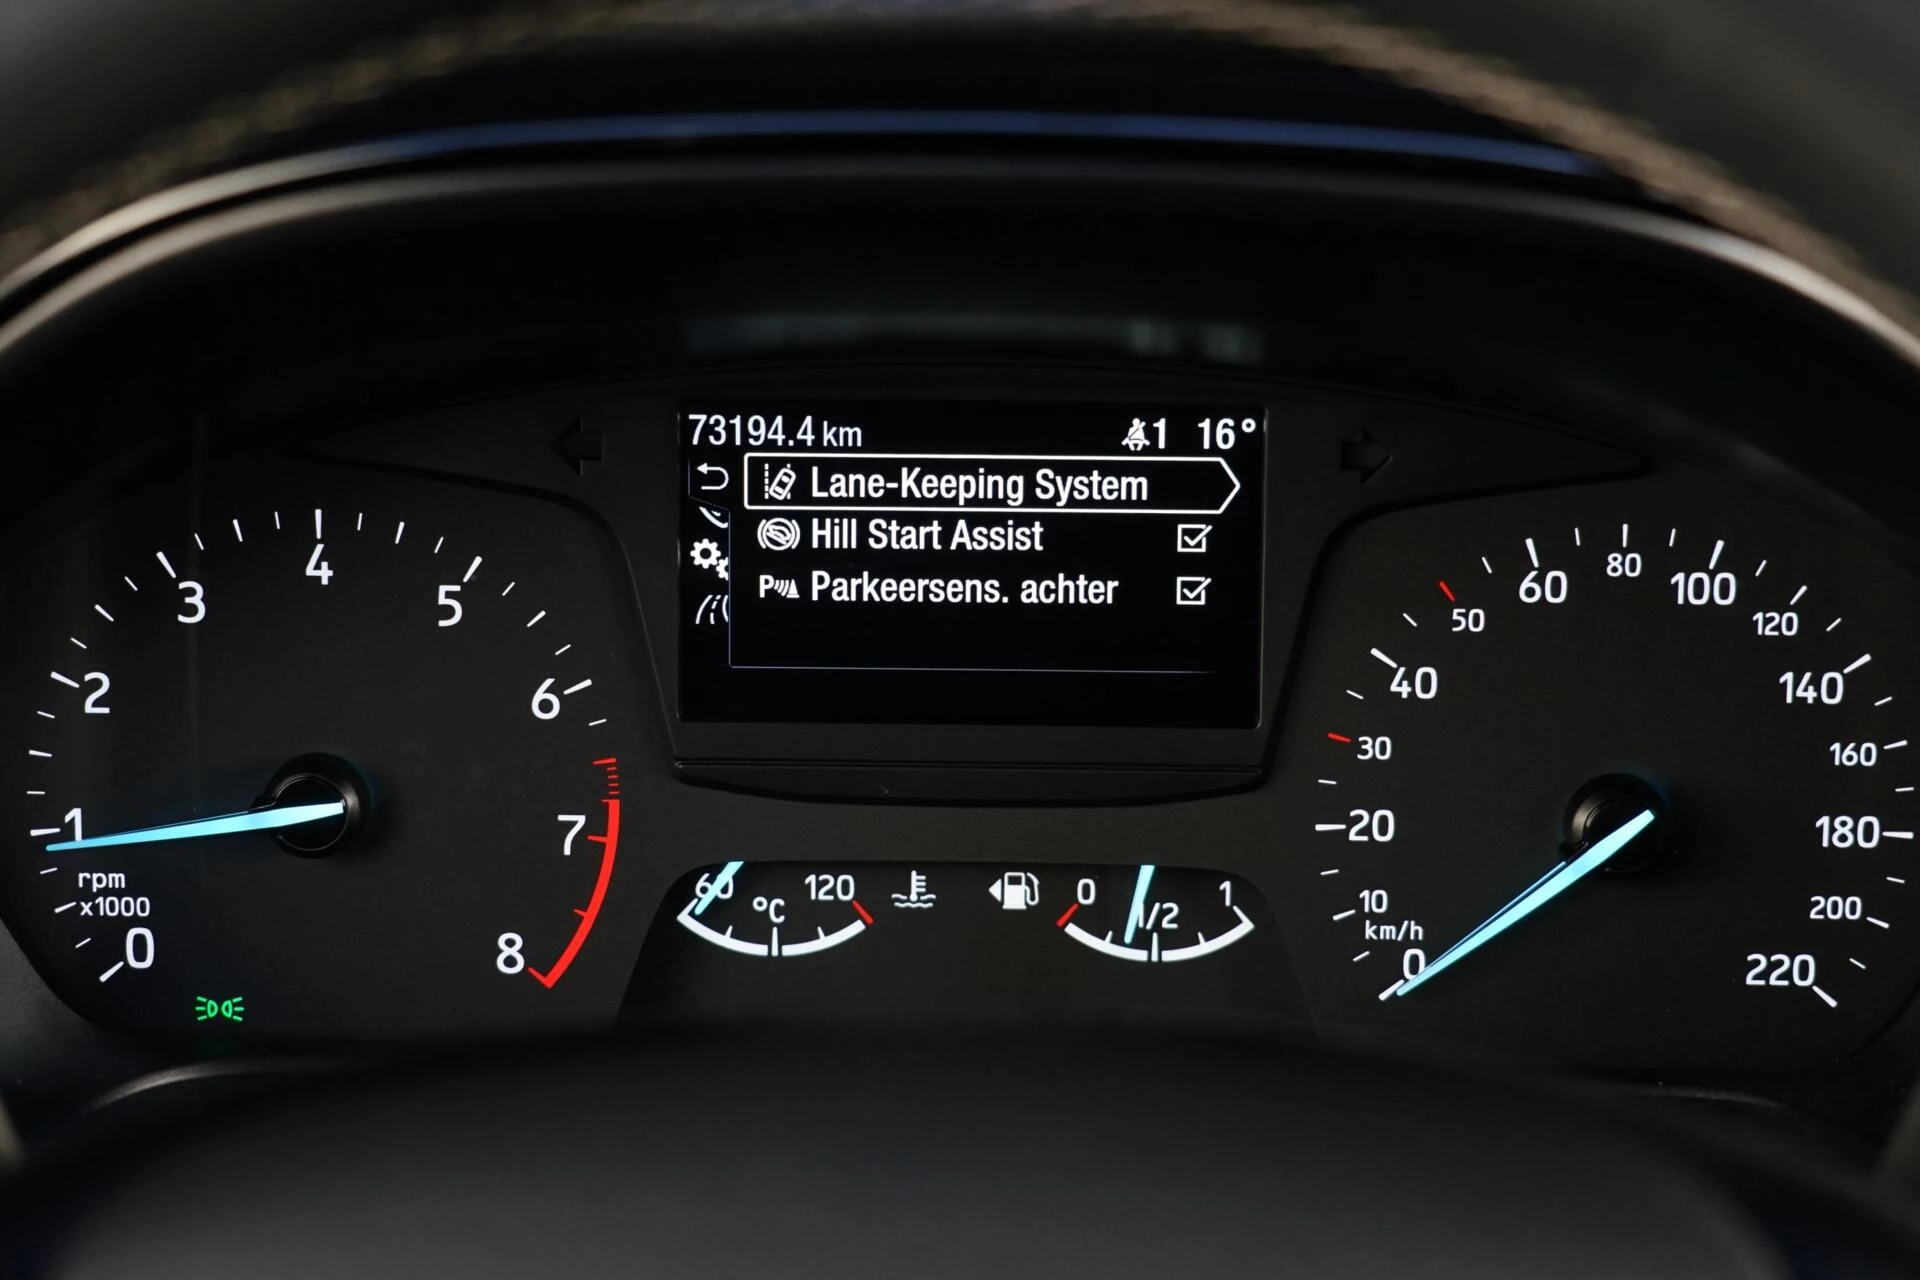 73194.4 km 1 16°
Lane-Keeping System
Hill Start Assist
Parkeersens. achter
0
1
2
3
4
5
6
7
8
rpm
x1000
60 °C 120
0 1/2 1
0
10
20
30
40
50
60
80
100
120
140
160
180
200
220
km/h